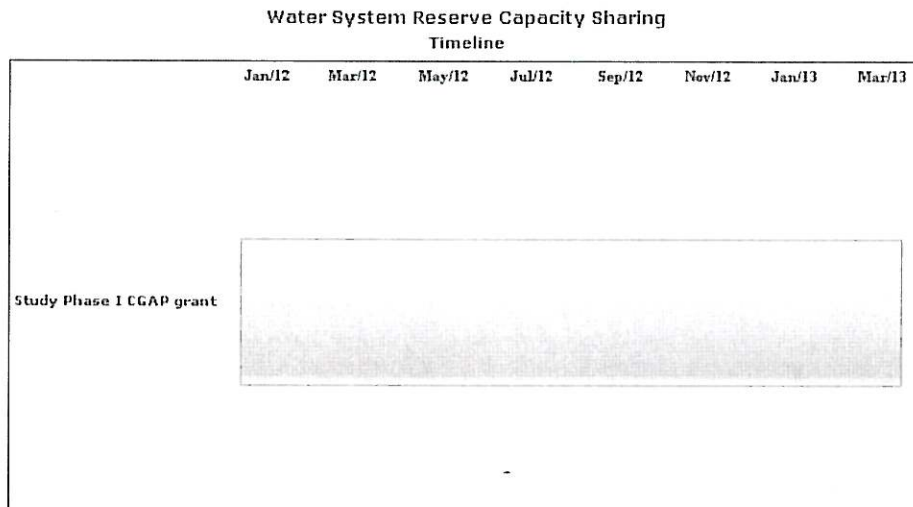 Water System Reserve Capacity Sharing
Timeline
Jan/12 Mar/12 May/12 Jul/12 Sep/12 Nov/12 Jan/13 Mar/13
Study Phase I CGAP grant